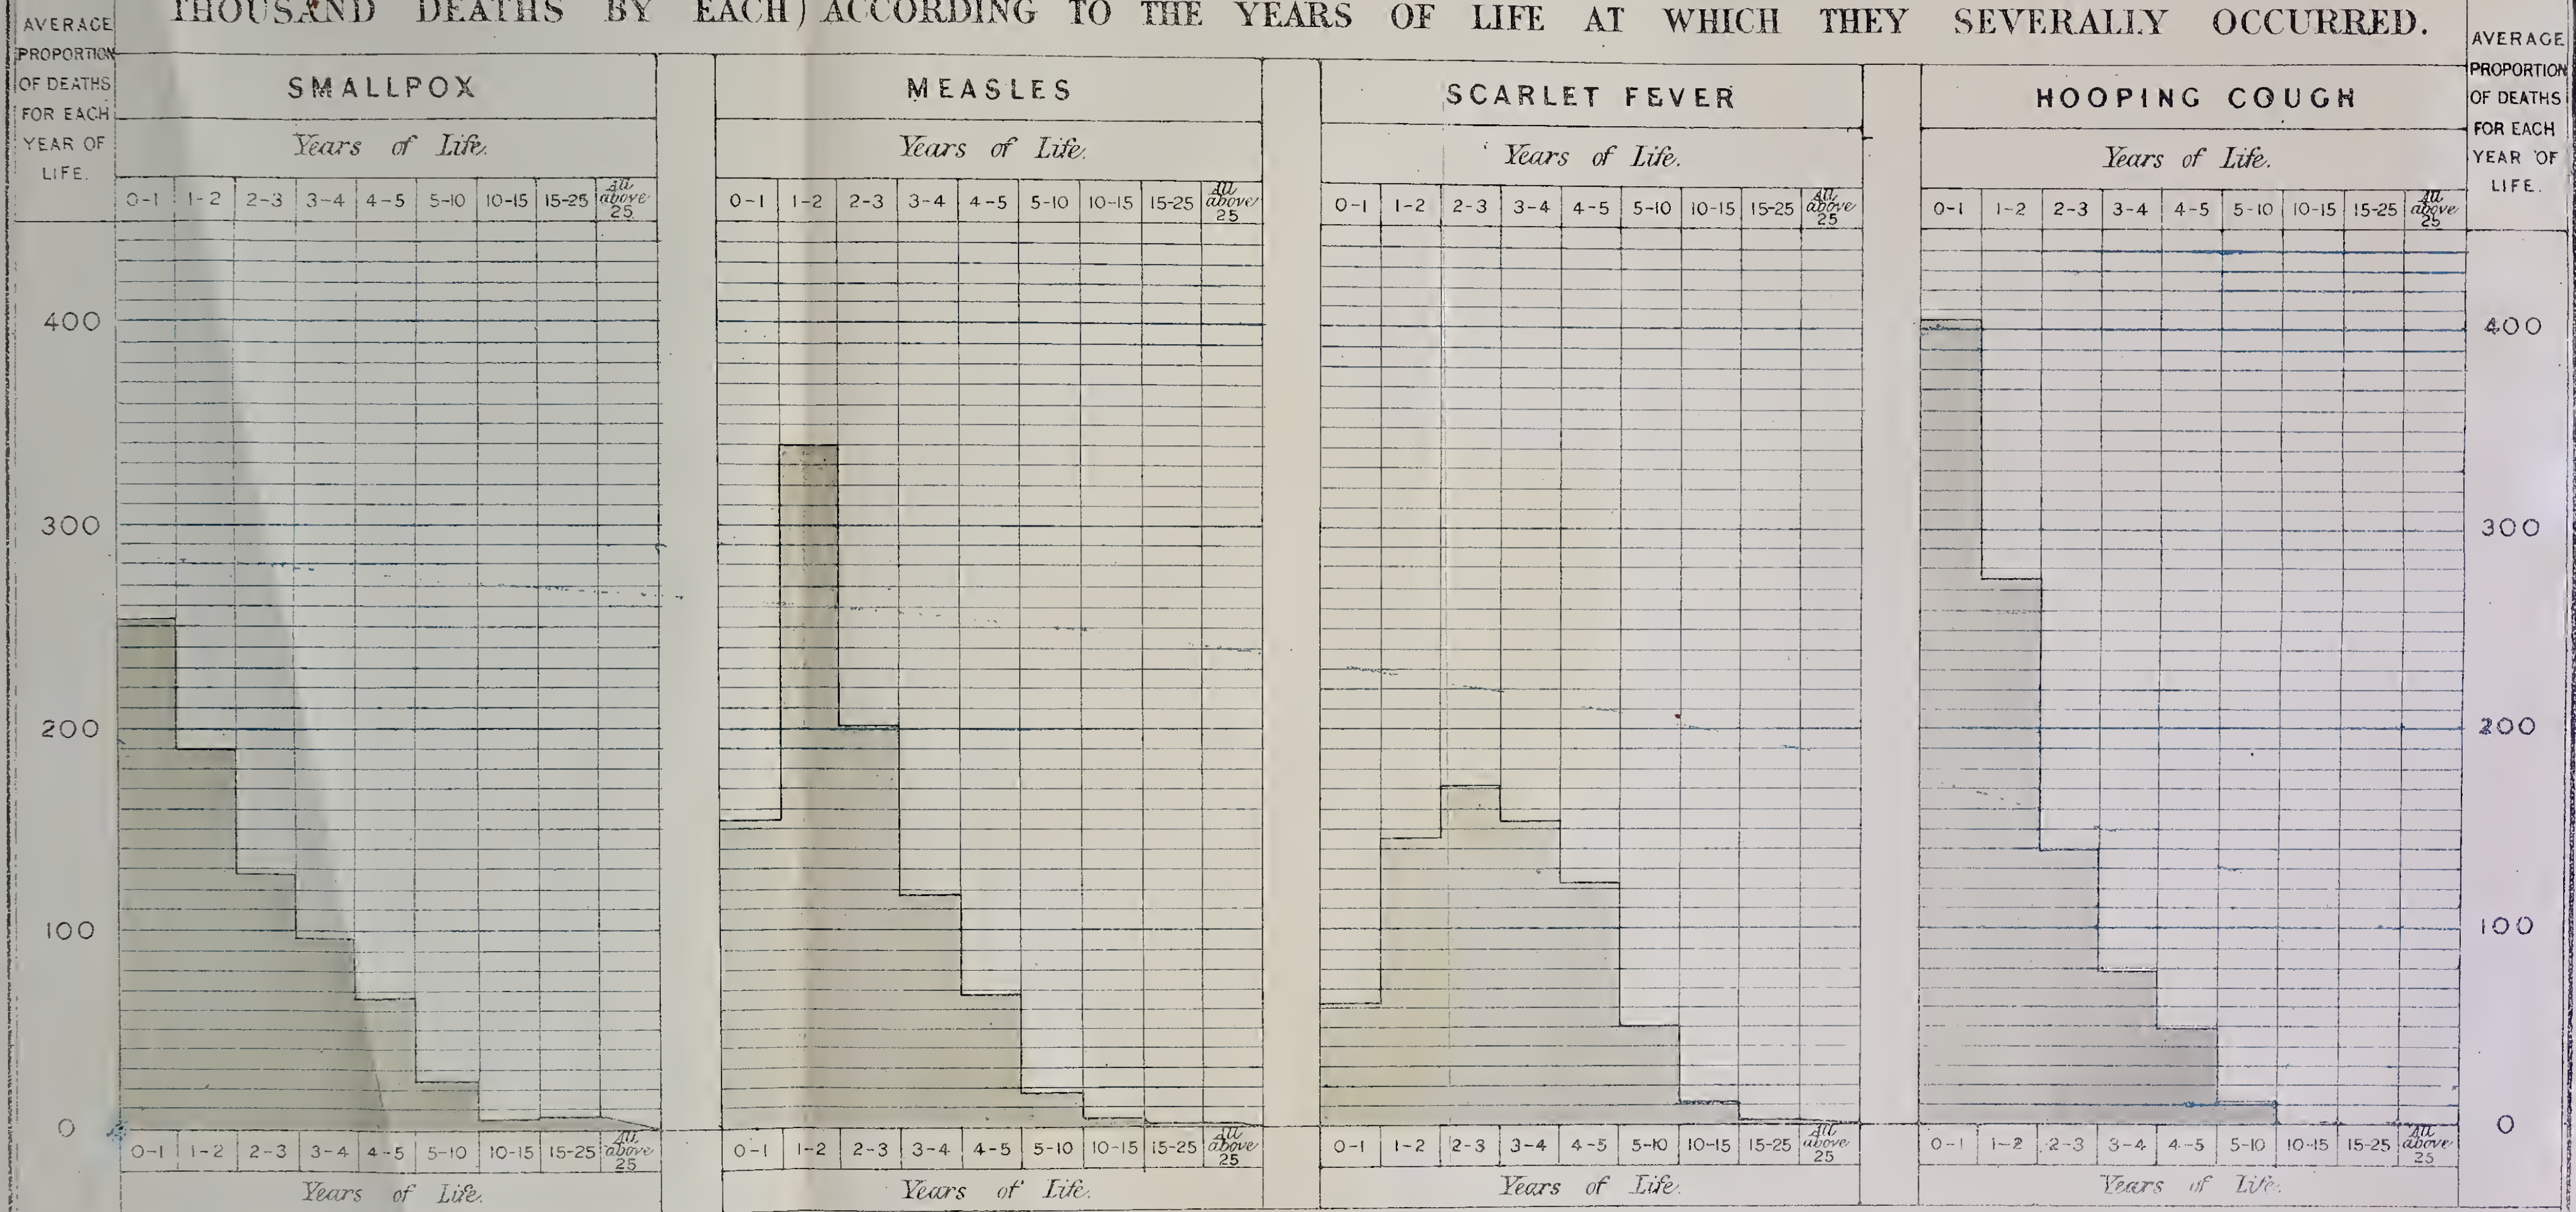 THOUSAND DEATHS BY EACH) ACCORDING TO THE YEARS OF LIFE AT WHICH THEY SEVERALLY OCCURRED.
AVERAGE
PROPORTION
OF DEATHS
FOR EACH
YEAR OF
LIFE.
SMALLPOX
Years of Life.
0-1 1-2 2-3 3-4 4-5 5-10 10-15 15-25 All above 25
MEASLES
Years of Life.
0-1 1-2 2-3 3-4 4-5 5-10 10-15 15-25 All above 25
SCARLET FEVER
Years of Life.
0-1 1-2 2-3 3-4 4-5 5-10 10-15 15-25 All above 25
HOOPING COUGH
Years of Life.
0-1 1-2 2-3 3-4 4-5 5-10 10-15 15-25 All above 25
AVERAGE
PROPORTION
OF DEATHS
FOR EACH
YEAR OF
LIFE.
400 400
300 300
200 200
100 100
0 0
0-1 1-2 2-3 3-4 4-5 5-10 10-15 15-25 All above 25
Years of Life.
0-1 1-2 2-3 3-4 4-5 5-10 10-15 15-25 All above 25
Years of Life.
0-1 1-2 2-3 3-4 4-5 5-10 10-15 15-25 All above 25
Years of Life.
0-1 1-2 2-3 3-4 4-5 5-10 10-15 15-25 All above 25
Years of Life.